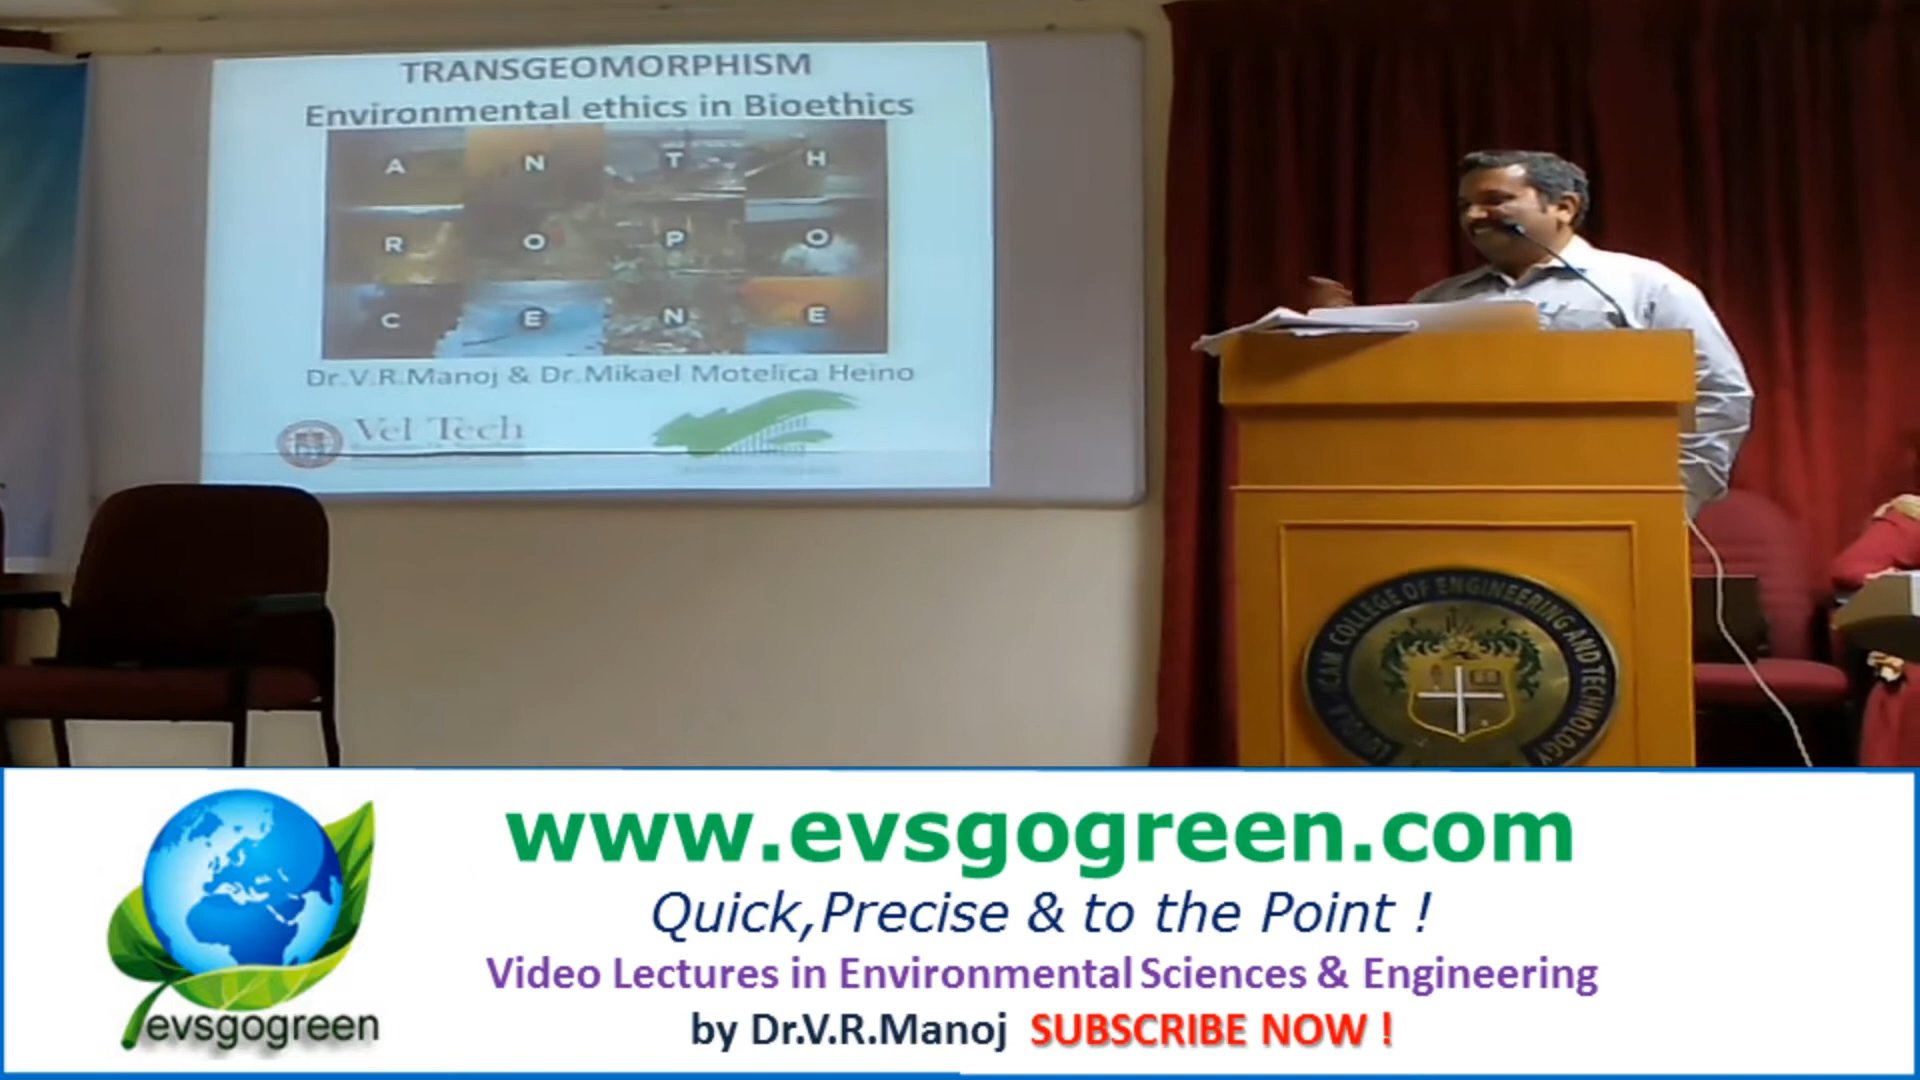 TRANSGEOMORPHISM
Environmental ethics in Bioethics
A N T H
R O P O
C E N E
Dr.V.R.Manoj & Dr.Mikael Motelica Heino
Vel Tech
LOYOLA ICAM COLLEGE OF ENGINEERING AND TECHNOLOGY
www.evsgogreen.com
Quick,Precise & to the Point !
Video Lectures in Environmental Sciences & Engineering
by Dr.V.R.Manoj SUBSCRIBE NOW !
evsgogreen